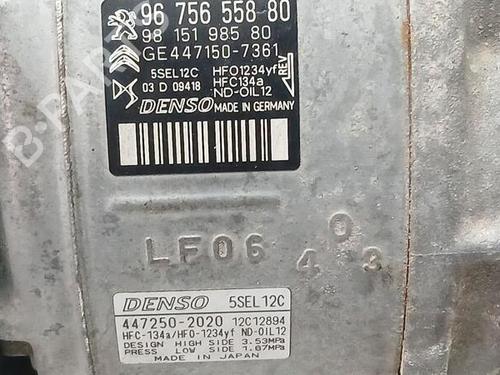 96 756 558 80
98 151 985 80
GE447150-7361
5SEL12C HFO1234yf
03 D 09418 HFC134a
ND-OIL12
REV
DENSO MADE IN GERMANY
LF06
4 0 3
DENSO 5SEL12C
447250-2020 12C12894
HFC-134a/HFO-1234yf ND-OIL12
DESIGN HIGH SIDE 3.53MPa
PRESS LOW SIDE 1.67MPa
MADE IN JAPAN